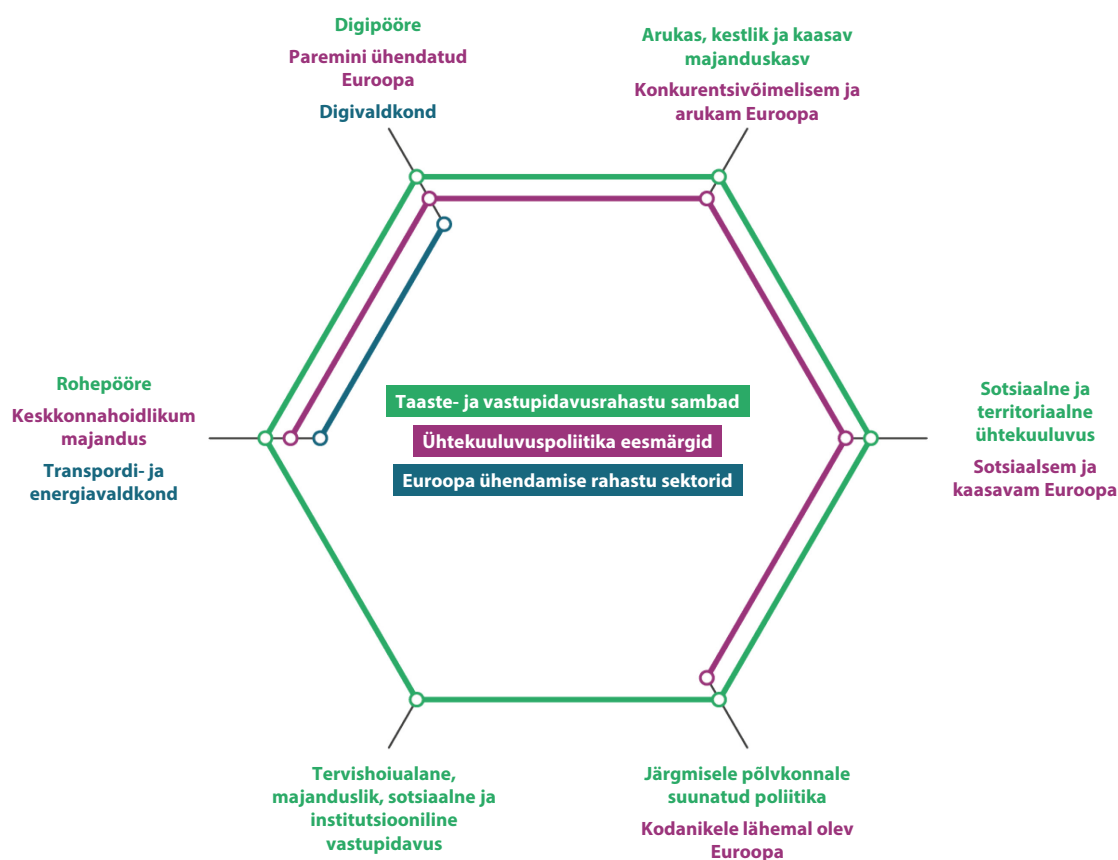 Digipööre
Paremini ühendatud
Euroopa
Digivaldkond
Arukas, kestlik ja kaasav
majanduskasv
Konkurentsivõimelisem ja
arukam Euroopa
Rohepööre
Keskkonnahoidlikum
majandus
Transpordi- ja
energiavaldkond
Taaste- ja vastupidavusrahastu sambad
Ühtekuuluvuspoliitika eesmärgid
Euroopa ühendamise rahastu sektorid
Sotsiaalne ja
territoriaalne
ühtekuuluvus
Sotsiaalsem ja
kaasavam Euroopa
Tervishoiualane,
majanduslik, sotsiaalne ja
institutsiooniline
vastupidavus
Järgmisele põlvkonnale
suunatud poliitika
Kodanikele lähemal olev
Euroopa